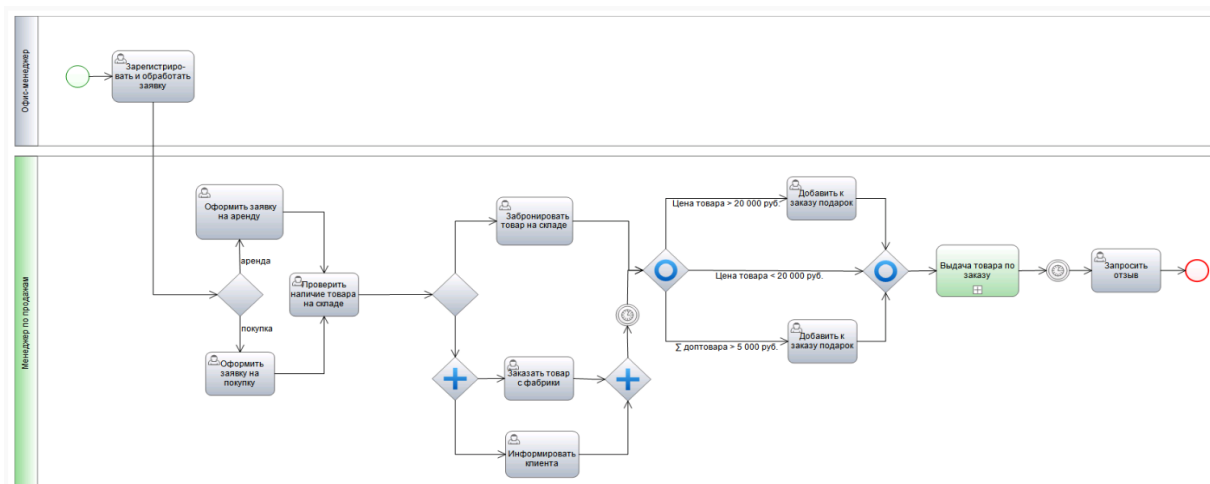 Офис-менеджер
Зарегистриро-
вать и обработать
заявку
Менеджер по продажам
Оформить заявку
на аренду
аренда
покупка
Оформить
заявку на
покупку
Проверить
наличие товара
на складе
Забронировать
товар на складе
Заказать товар
с фабрики
Информировать
клиента
Цена товара > 20 000 руб.
Цена товара < 20 000 руб.
∑ доптовара > 5 000 руб.
Добавить к
заказу подарок
Добавить к
заказу подарок
Выдача товара по
заказу
Запросить
отзыв